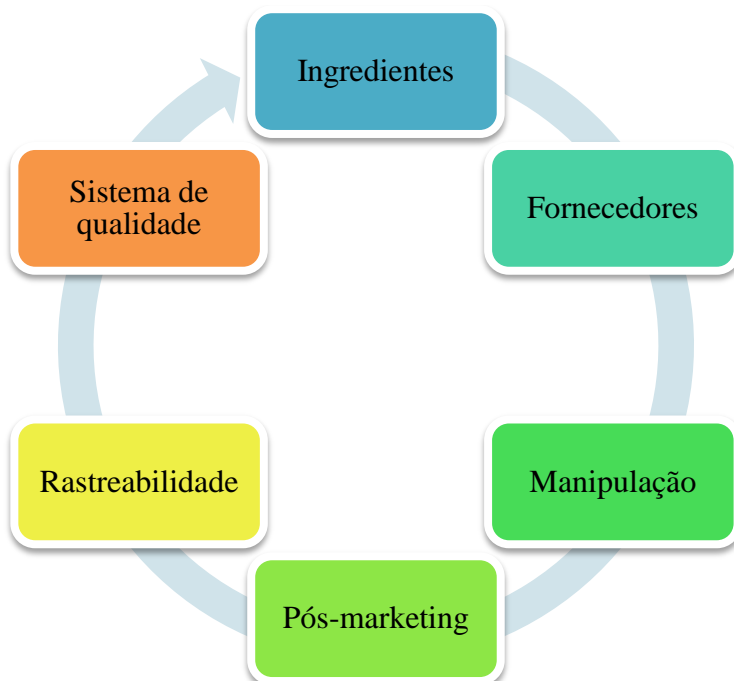 Ingredientes
Fornecedores
Manipulação
Pós-marketing
Rastreabilidade
Sistema de
qualidade